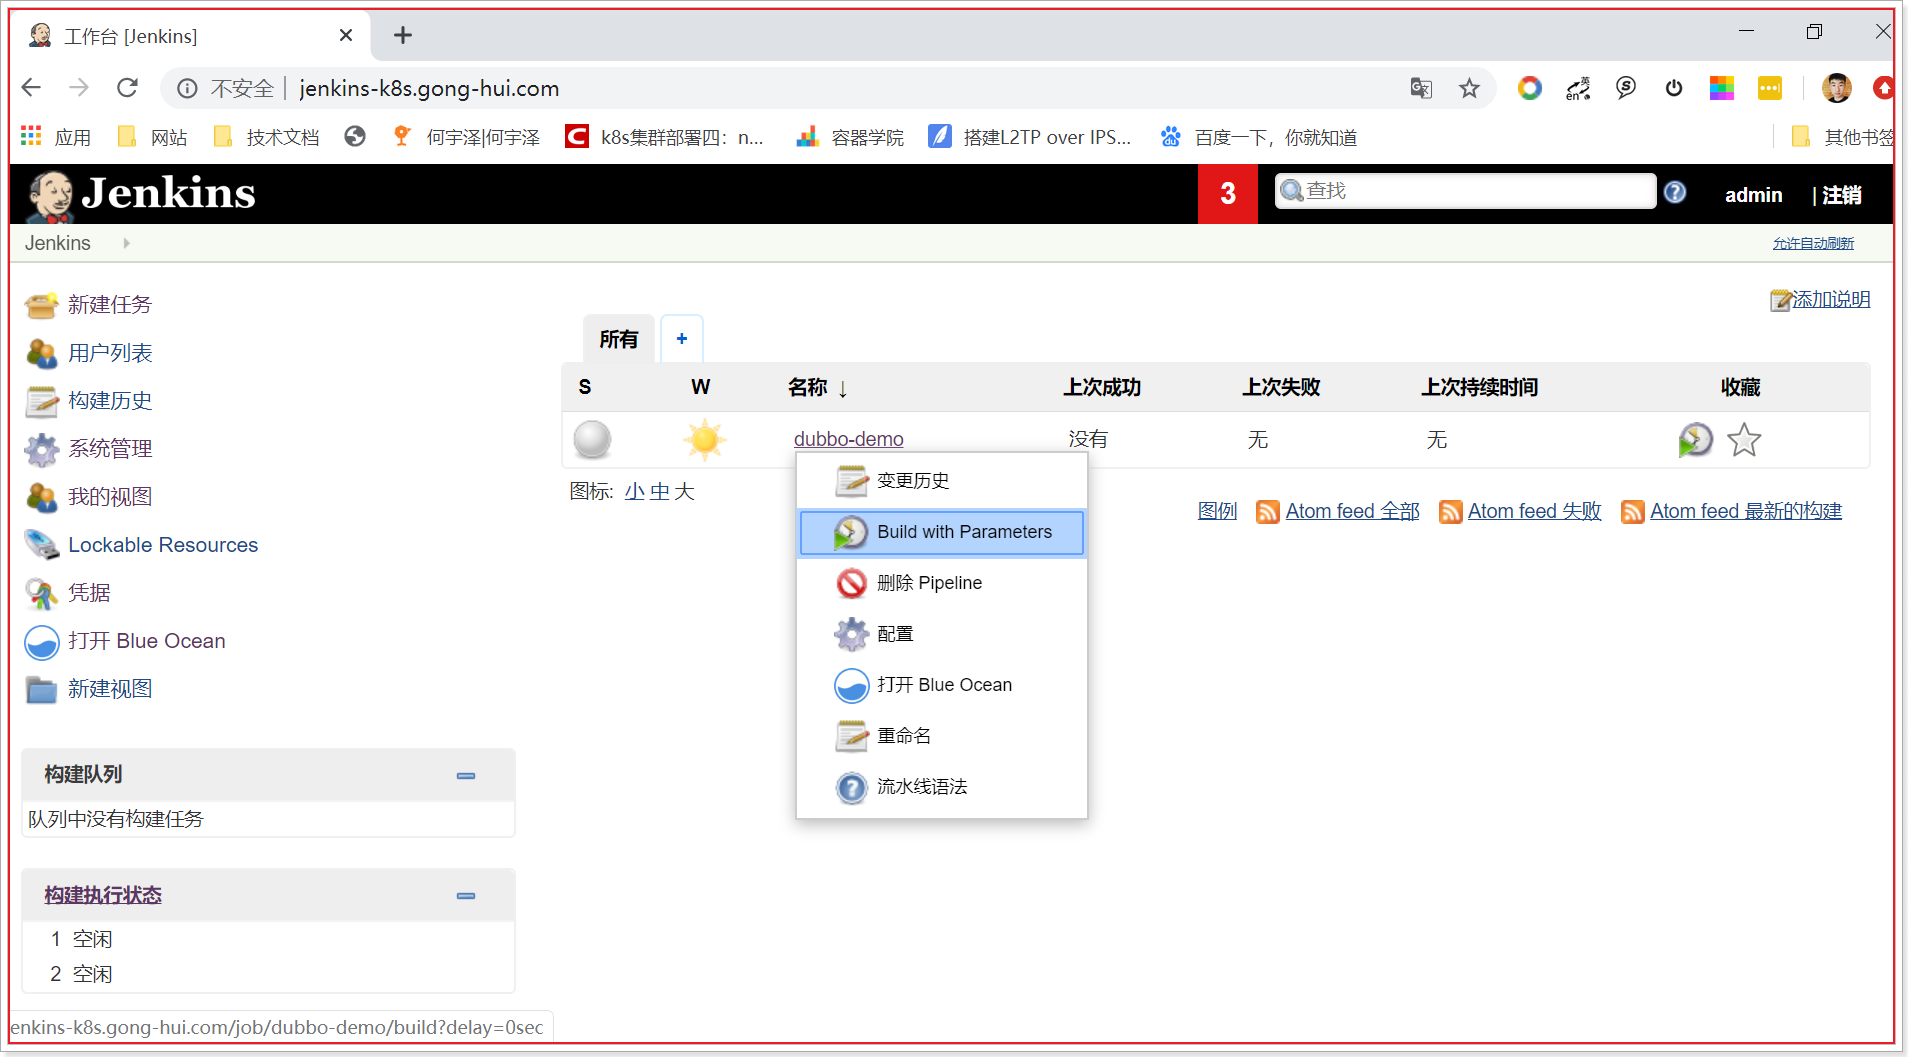 工作台 [Jenkins]
不安全 | jenkins-k8s.gong-hui.com
应用 网站 技术文档 何宇泽|何宇泽 k8s集群部署四：n... 容器学院 搭建L2TP over IPS... 百度一下，你就知道 其他书签
Jenkins 3 查找 admin | 注销
Jenkins 允许自动刷新
添加说明
新建任务
用户列表
构建历史
系统管理
我的视图
Lockable Resources
凭据
打开 Blue Ocean
新建视图
构建队列
队列中没有构建任务
构建执行状态
1 空闲
2 空闲
所有 +
S W 名称 ↓ 上次成功 上次失败 上次持续时间 收藏
dubbo-demo 没有 无 无
图标: 小 中 大
图例 Atom feed 全部 Atom feed 失败 Atom feed 最新的构建
变更历史
Build with Parameters
删除 Pipeline
配置
打开 Blue Ocean
重命名
流水线语法
enkins-k8s.gong-hui.com/job/dubbo-demo/build?delay=0sec